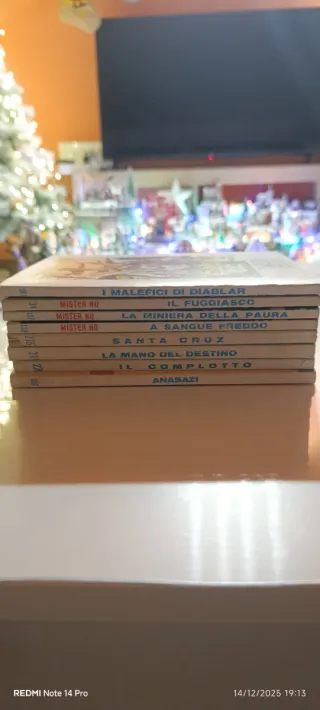 I MALEFICI DI DIABLAR
MISTER NO IL FUGGIASCO
MISTER NO LA MINIERA DELLA PAURA
MISTER NO A SANGUE FREDDO
SANTA CRUZ
LA MANO DEL DESTINO
IL COMPLOTTO
ANASAZI
REDMI Note 14 Pro 14/12/2025 19:13